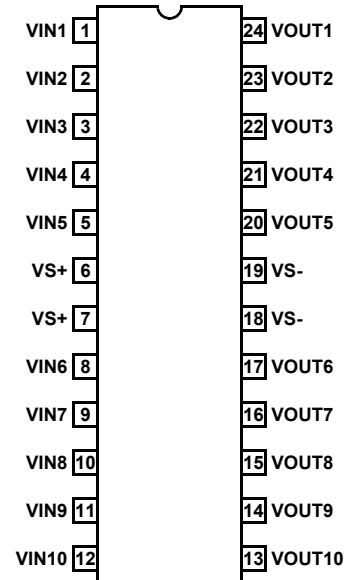 VIN1 1 24 VOUT1
VIN2 2 23 VOUT2
VIN3 3 22 VOUT3
VIN4 4 21 VOUT4
VIN5 5 20 VOUT5
VS+ 6 19 VS-
VS+ 7 18 VS-
VIN6 8 17 VOUT6
VIN7 9 16 VOUT7
VIN8 10 15 VOUT8
VIN9 11 14 VOUT9
VIN10 12 13 VOUT10